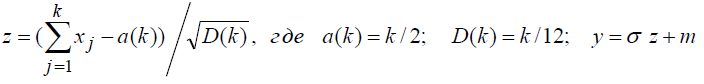 z = (∑_{j=1}^{k} x_j − a(k)) / √D(k), где a(k) = k/2; D(k) = k/12; y = σ z + m